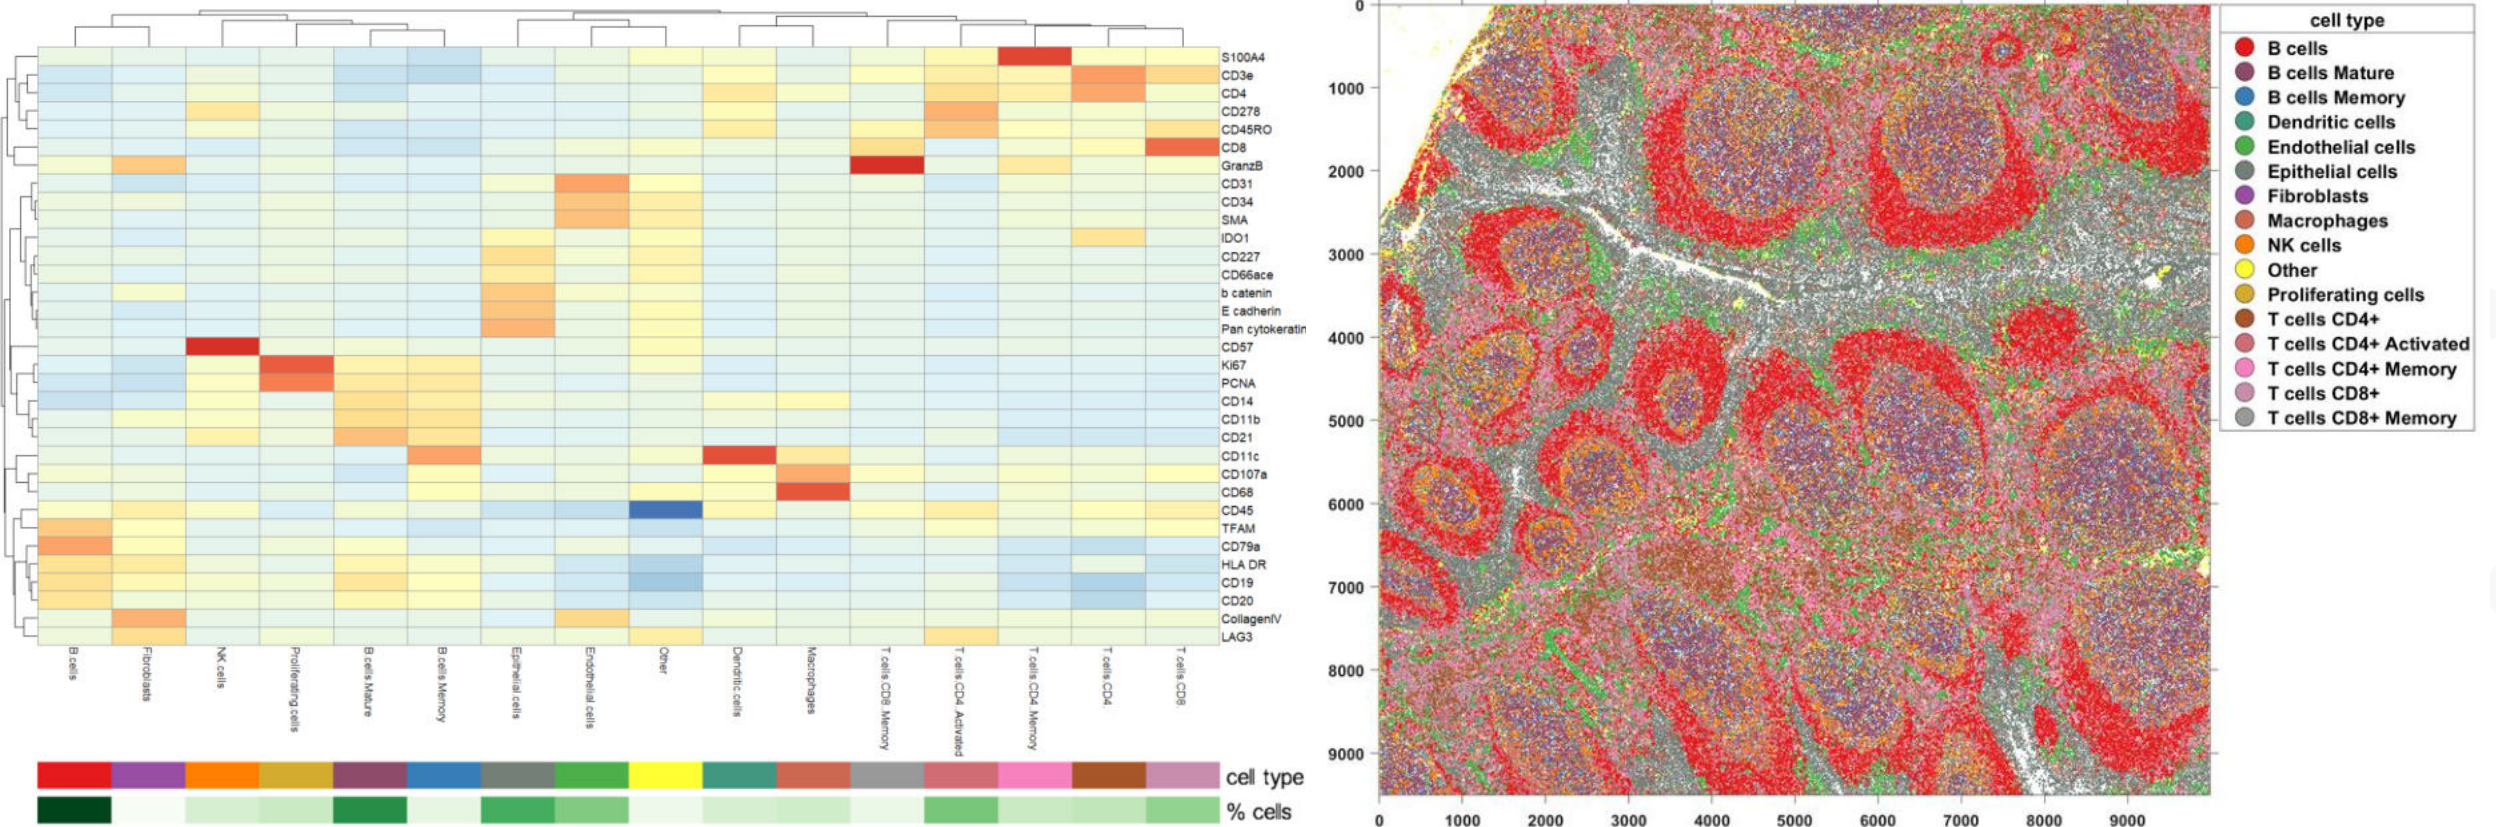 S100A4
CD3e
CD4
CD278
CD45RO
CD8
GranzB
CD31
CD34
SMA
IDO1
CD227
CD66ace
b catenin
E cadherin
Pan cytokeratin
CD57
Ki67
PCNA
CD14
CD11b
CD21
CD11c
CD107a
CD68
CD45
TFAM
CD79a
HLA DR
CD19
CD20
CollagenIV
LAG3
B.cells
Fibroblasts
NK.cells
Proliferating.cells
B.cells.Mature
B.cells.Memory
Epithelial.cells
Endothelial.cells
Other
Dendritic.cells
Macrophages
T.cells.CD8..Memory
T.cells.CD4..Activated
T.cells.CD4..Memory
T.cells.CD4.
T.cells.CD8.
cell type
% cells
0
1000
2000
3000
4000
5000
6000
7000
8000
9000
0 1000 2000 3000 4000 5000 6000 7000 8000 9000
cell type
B cells
B cells Mature
B cells Memory
Dendritic cells
Endothelial cells
Epithelial cells
Fibroblasts
Macrophages
NK cells
Other
Proliferating cells
T cells CD4+
T cells CD4+ Activated
T cells CD4+ Memory
T cells CD8+
T cells CD8+ Memory